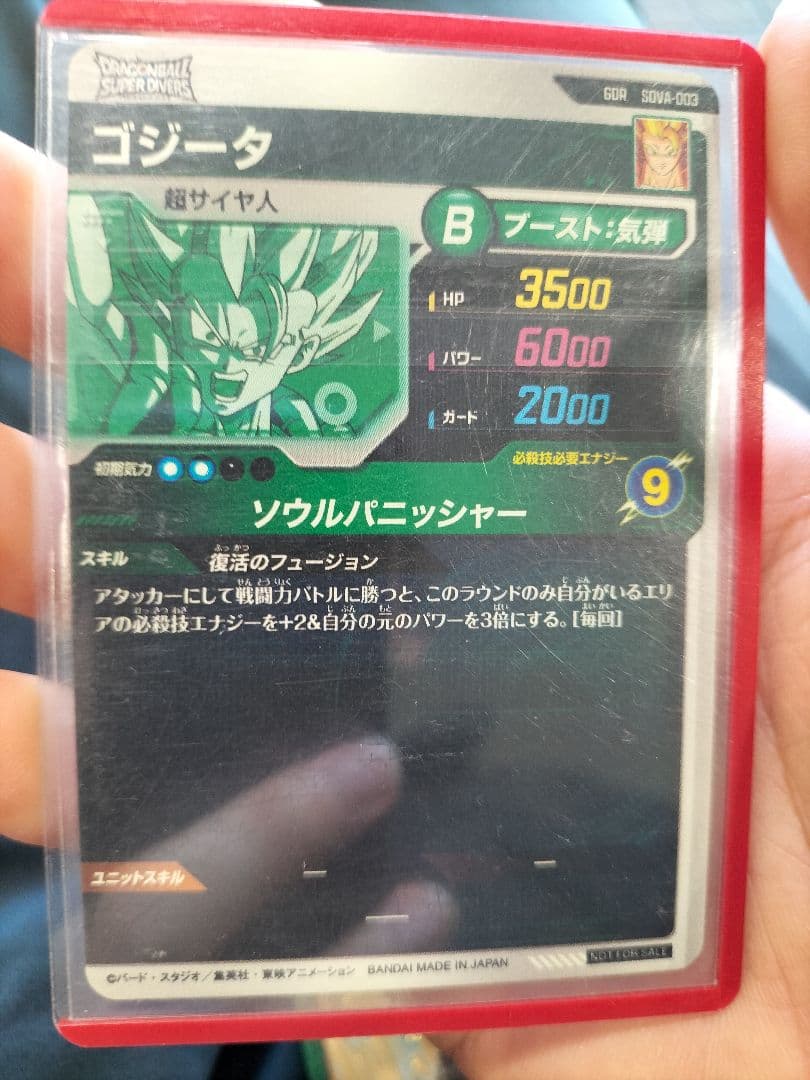 DRAGONBALL
SUPER DIVERS
GDR SDVA-003
ゴジータ
超サイヤ人
B ブースト:気弾
HP 3500
パワー 6000
ガード 2000
初期気力
必殺技必要エナジー
9
ソウルパニッシャー
スキル 復活のフュージョン
アタッカーにして戦闘力バトルに勝つと、このラウンドのみ自分がいるエリ
アの必殺技エナジーを+2&自分の元のパワーを3倍にする。[毎回]
ユニットスキル
©バード・スタジオ/集英社・東映アニメーション BANDAI MADE IN JAPAN
NOT FOR SALE